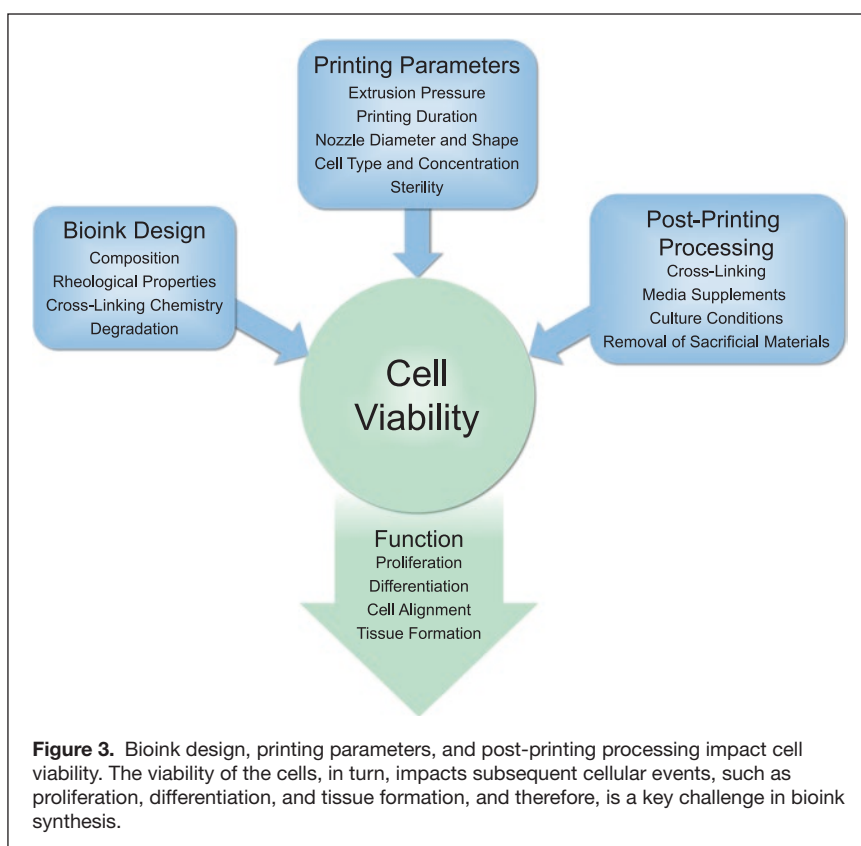 Printing Parameters
Extrusion Pressure
Printing Duration
Nozzle Diameter and Shape
Cell Type and Concentration
Sterility
Bioink Design
Composition
Rheological Properties
Cross-Linking Chemistry
Degradation
Post-Printing
Processing
Cross-Linking
Media Supplements
Culture Conditions
Removal of Sacrificial Materials
Cell
Viability
Function
Proliferation
Differentiation
Cell Alignment
Tissue Formation
Figure 3. Bioink design, printing parameters, and post-printing processing impact cell
viability. The viability of the cells, in turn, impacts subsequent cellular events, such as
proliferation, differentiation, and tissue formation, and therefore, is a key challenge in bioink
synthesis.